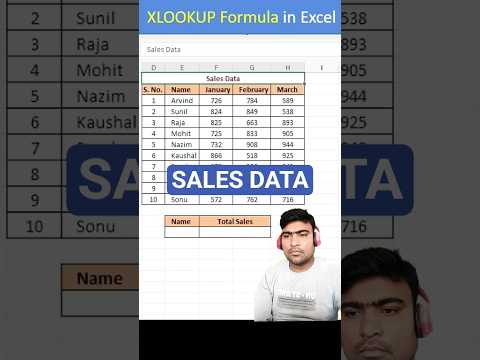 XLOOKUP Formula in Excel
Sales Data
D E F G H I
Sales Data
S. No. Name January February March
1 Arvind 726 784 589
2 Sunil 824 849 538
3 Raja 825 663 893
4 Mohit 725 833 905
5 Nazim 732 908 944
6 Kaushal 866 518 925
7
8
9
10 Sonu 572 762 716
SALES DATA
Name Total Sales
2 Sunil 538
3 Raja 893
4 Mohit 905
5 Nazim 944
6 Kaushal 925
7
8
9
10 Sonu 716
Name